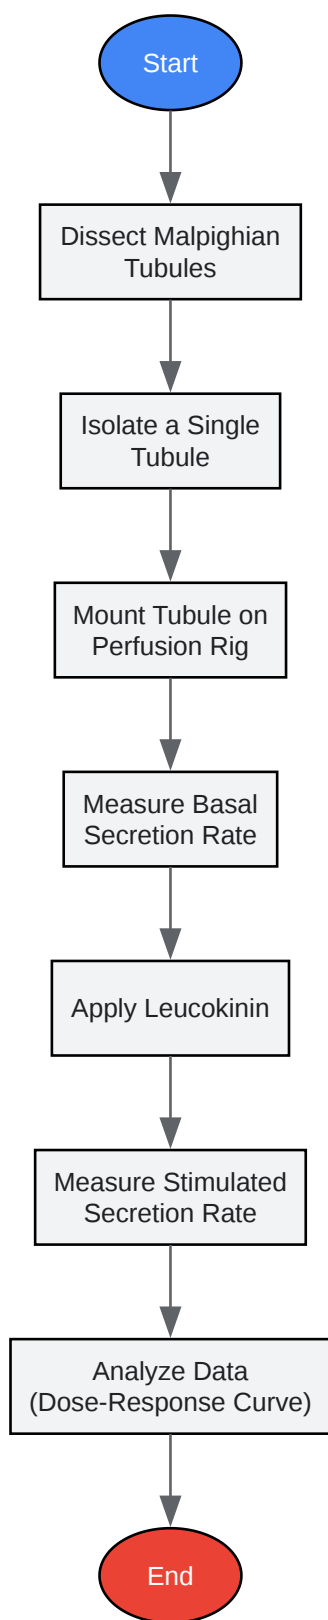 Start
Dissect Malpighian
Tubules
Isolate a Single
Tubule
Mount Tubule on
Perfusion Rig
Measure Basal
Secretion Rate
Apply Leucokinin
Measure Stimulated
Secretion Rate
Analyze Data
(Dose-Response Curve)
End